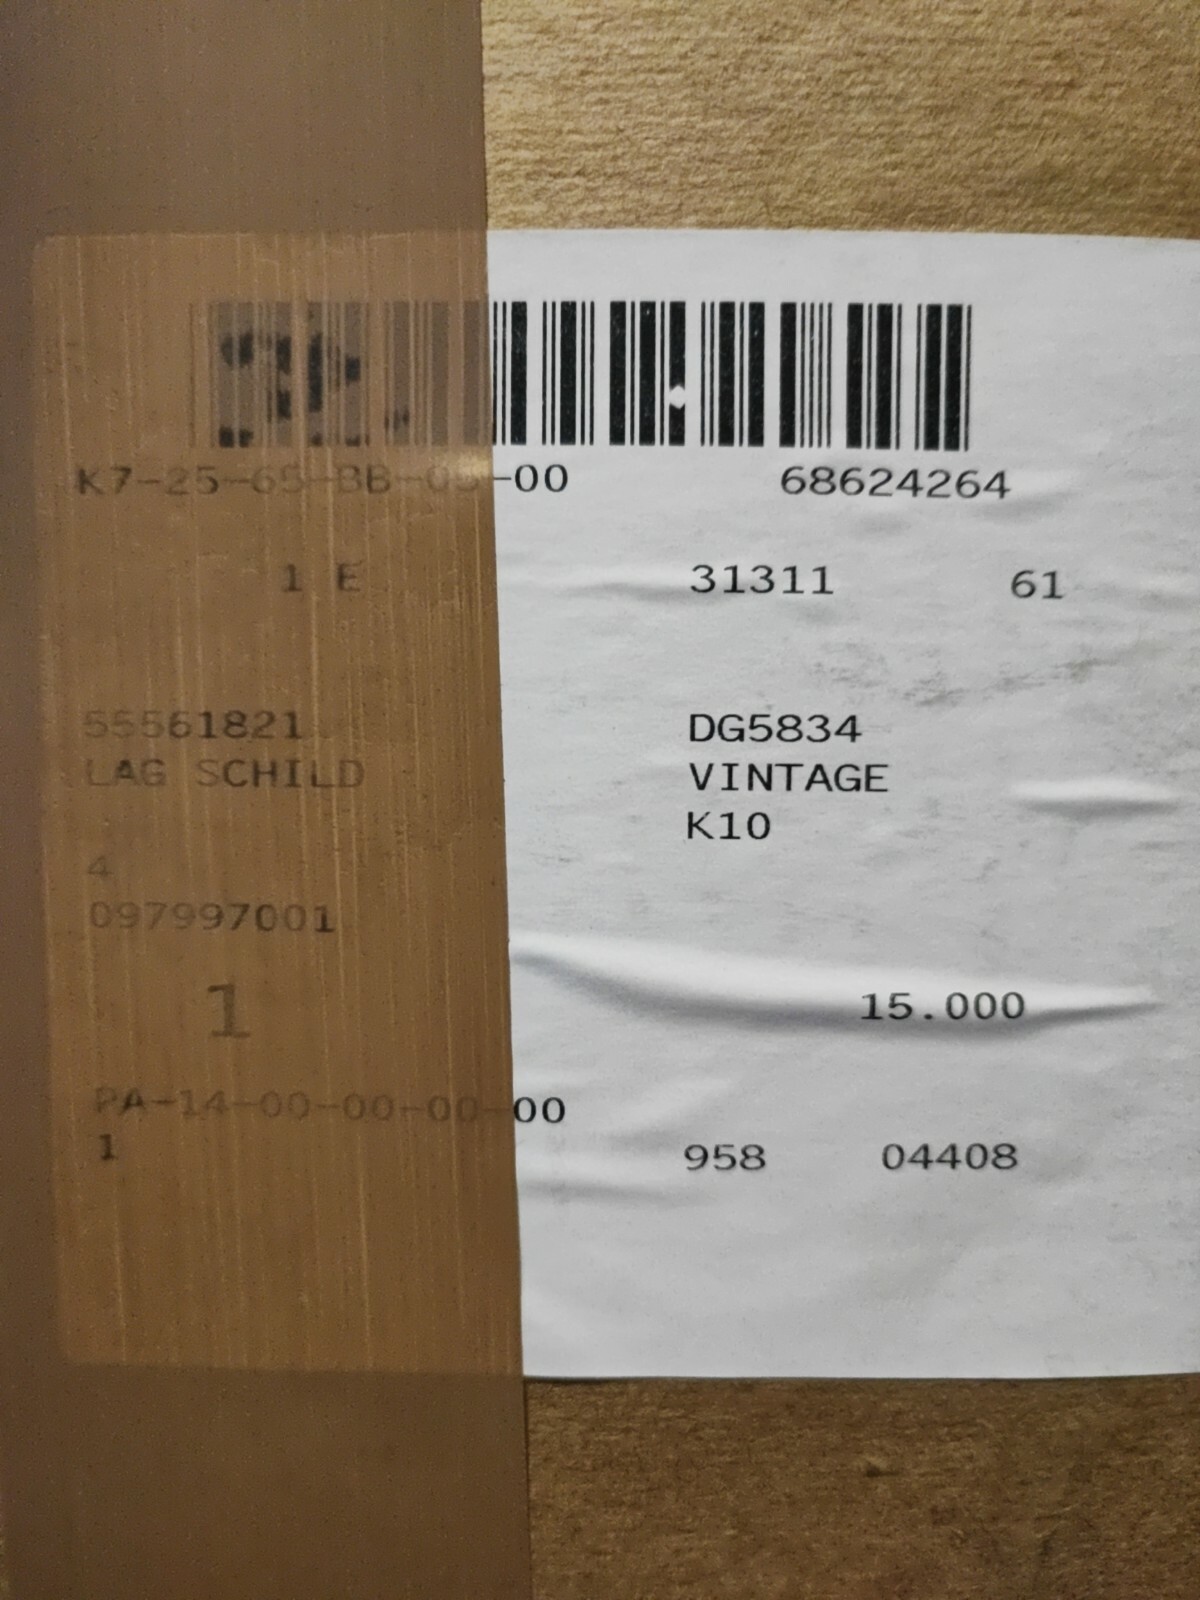 K7-25-65-BB-05-00 68624264
1 E 31311 61
55561821 DG5834
LAG SCHILD VINTAGE
K10
4
097997001
1 15.000
PA-14-00-00-00-00
1 958 04408